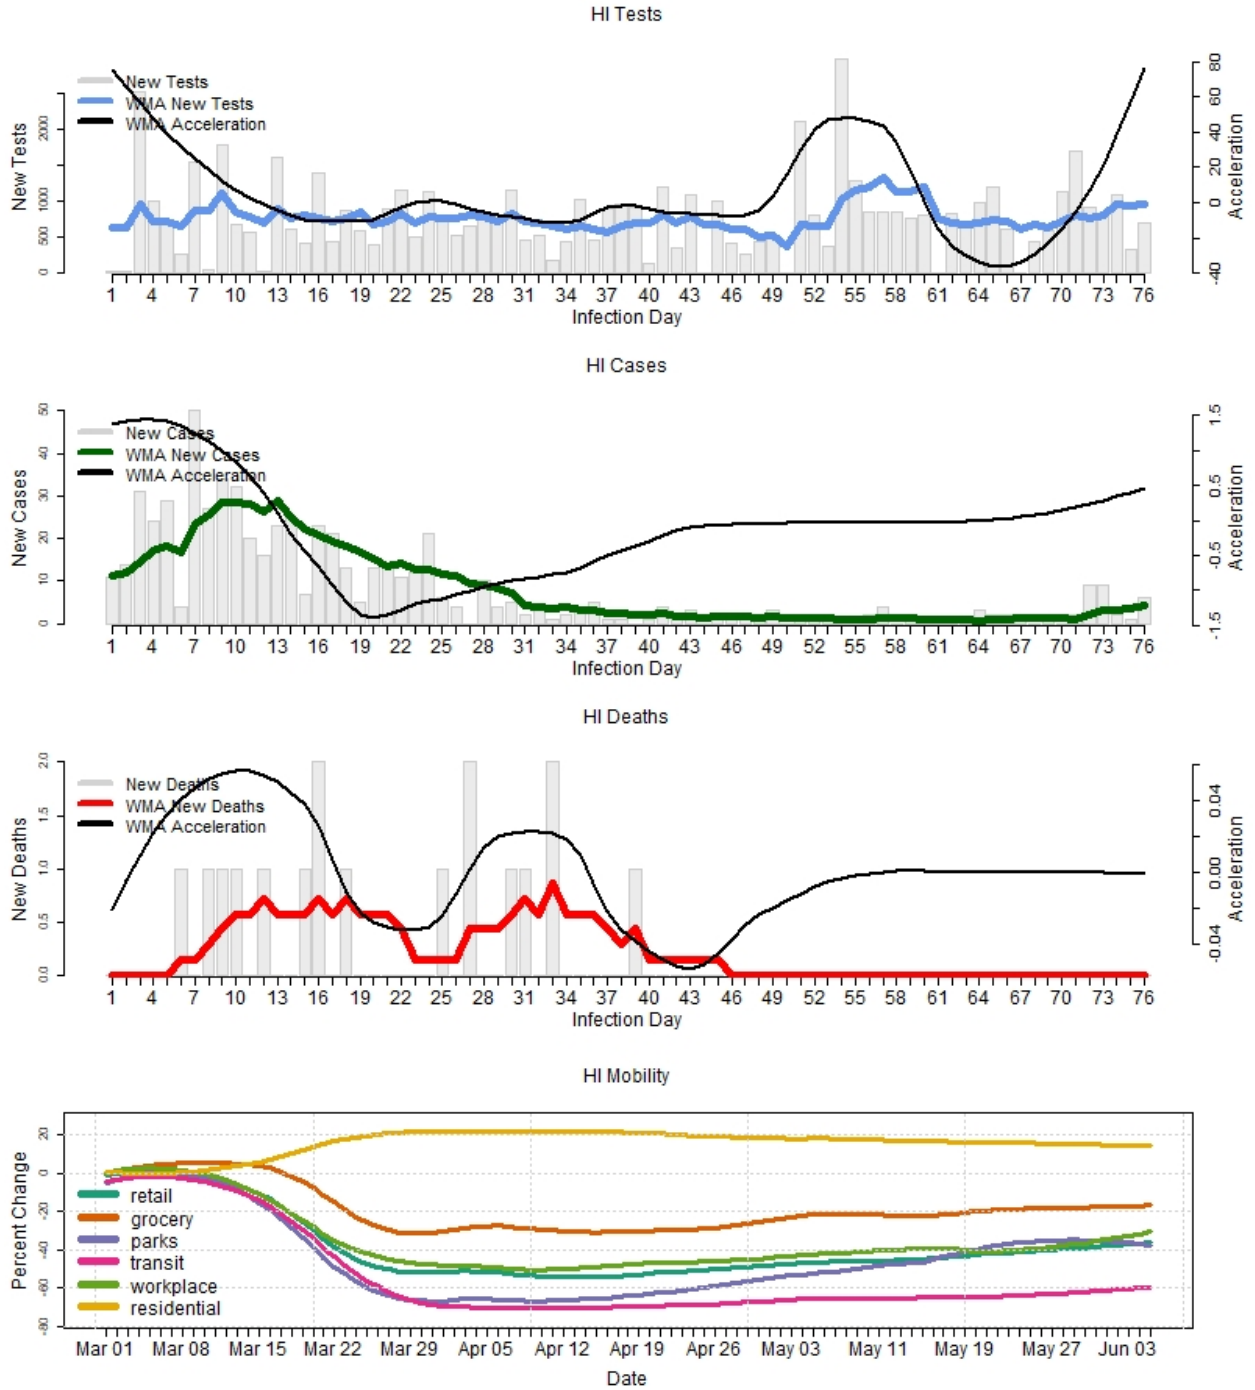 HI Tests
New Tests
WMA New Tests
WMA Acceleration
New Tests
0 500 1000 2000
Acceleration
-40 0 20 40 60 80
1 4 7 10 13 16 19 22 25 28 31 34 37 40 43 46 49 52 55 58 61 64 67 70 73 76
Infection Day
HI Cases
New Cases
WMA New Cases
WMA Acceleration
New Cases
0 10 20 30 40 50
Acceleration
-1.5 -0.5 0.5 1.5
1 4 7 10 13 16 19 22 25 28 31 34 37 40 43 46 49 52 55 58 61 64 67 70 73 76
Infection Day
HI Deaths
New Deaths
WMA New Deaths
WMA Acceleration
New Deaths
0.0 0.5 1.0 1.5 2.0
Acceleration
-0.04 0.00 0.04
1 4 7 10 13 16 19 22 25 28 31 34 37 40 43 46 49 52 55 58 61 64 67 70 73 76
Infection Day
HI Mobility
retail
grocery
parks
transit
workplace
residential
Percent Change
-80 -60 -40 -20 0 20
Mar 01 Mar 08 Mar 15 Mar 22 Mar 29 Apr 05 Apr 12 Apr 19 Apr 26 May 03 May 11 May 19 May 27 Jun 03
Date